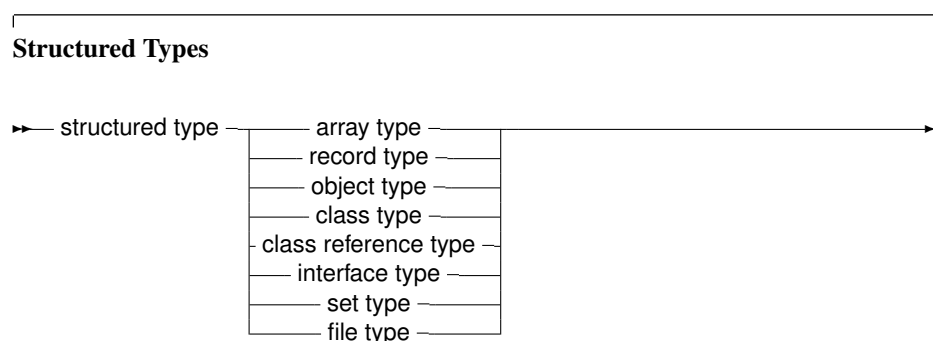 Structured Types
structured type array type
record type
object type
class type
class reference type
interface type
set type
file type